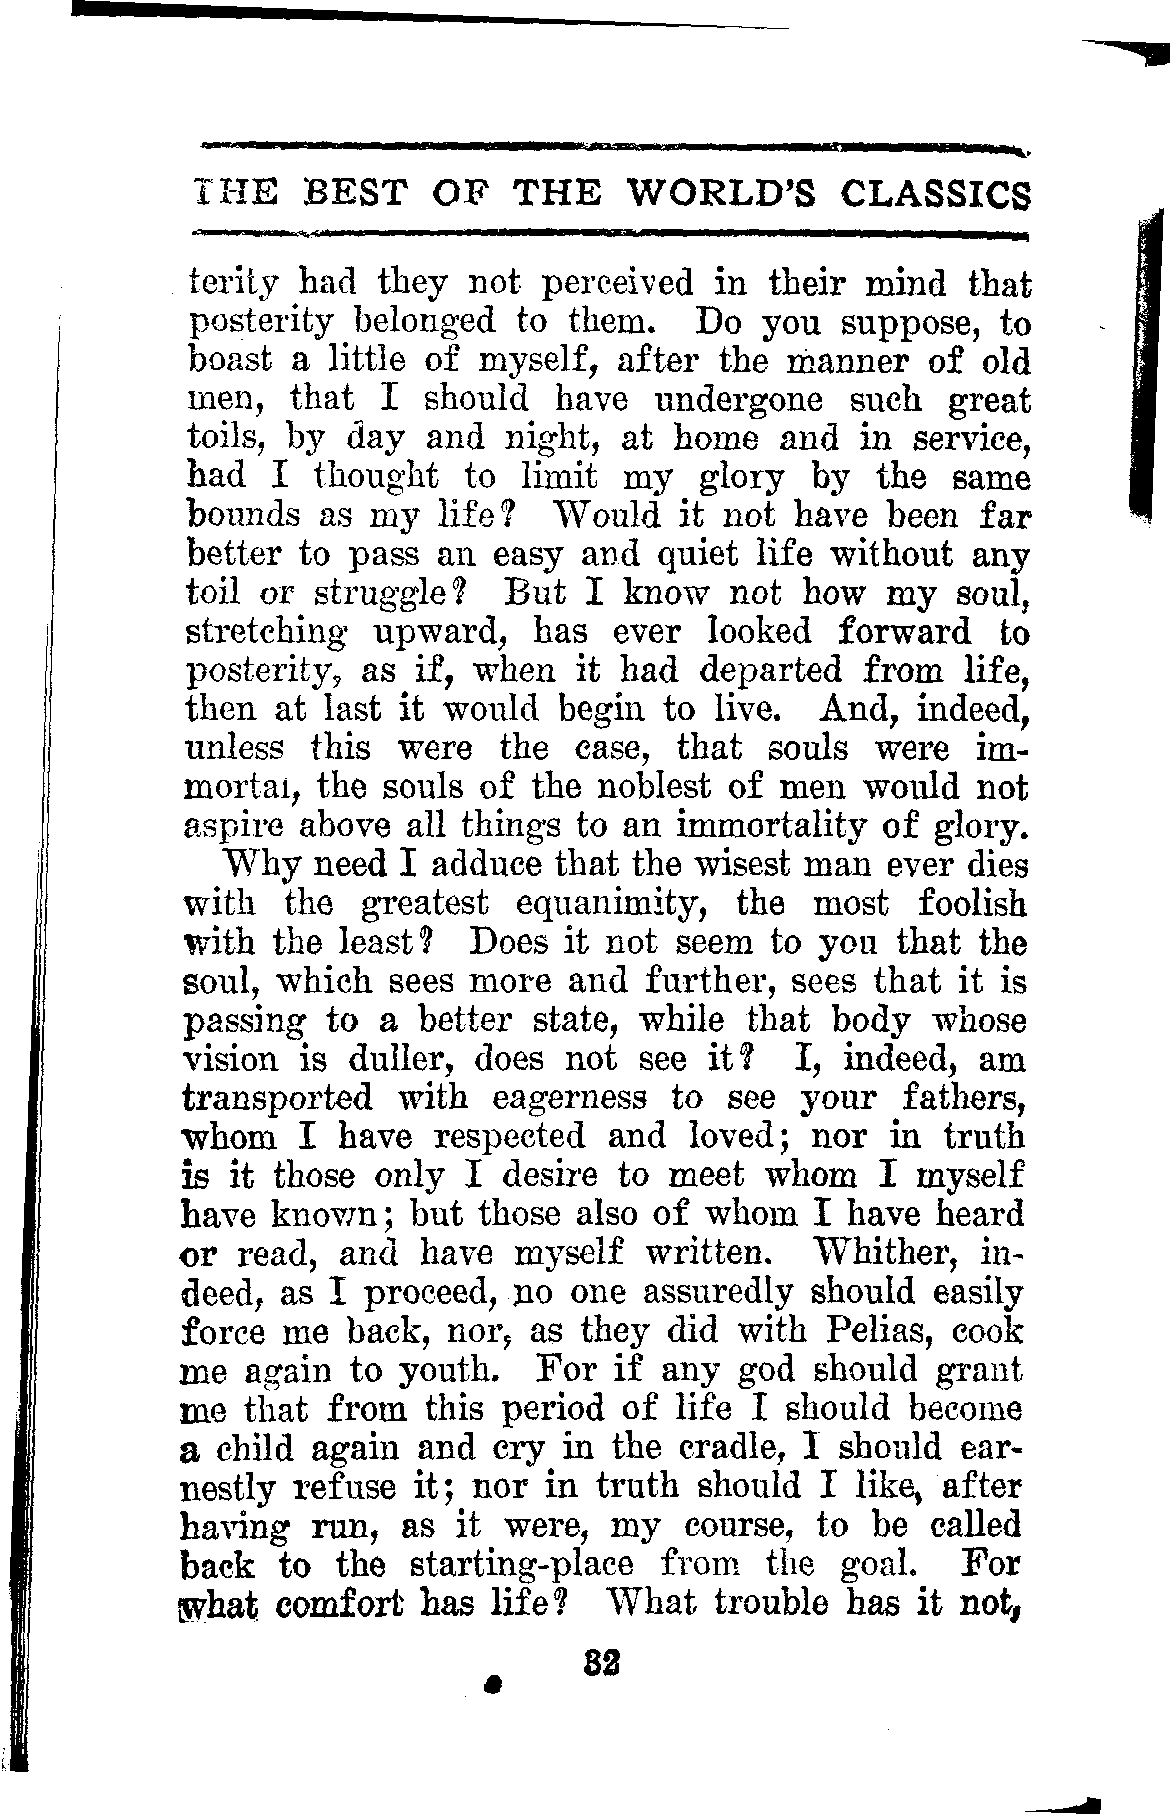 THE BEST OF THE WORLD'S CLASSICS
terity had they not perceived in their mind that
posterity belonged to them. Do you suppose, to
boast a little of myself, after the manner of old
men, that I should have undergone such great
toils, by day and night, at home and in service,
had I thought to limit my glory by the same
bounds as my life? Would it not have been far
better to pass an easy and quiet life without any
toil or struggle? But I know not how my soul,
stretching upward, has ever looked forward to
posterity, as if, when it had departed from life,
then at last it would begin to live. And, indeed,
unless this were the case, that souls were im-
mortal, the souls of the noblest of men would not
aspire above all things to an immortality of glory.
Why need I adduce that the wisest man ever dies
with the greatest equanimity, the most foolish
with the least? Does it not seem to you that the
soul, which sees more and further, sees that it is
passing to a better state, while that body whose
vision is duller, does not see it? I, indeed, am
transported with eagerness to see your fathers,
whom I have respected and loved; nor in truth
is it those only I desire to meet whom I myself
have known; but those also of whom I have heard
or read, and have myself written. Whither, in-
deed, as I proceed, no one assuredly should easily
force me back, nor, as they did with Pelias, cook
me again to youth. For if any god should grant
me that from this period of life I should become
a child again and cry in the cradle, I should ear-
nestly refuse it; nor in truth should I like, after
having run, as it were, my course, to be called
back to the starting-place from the goal. For
what comfort has life? What trouble has it not,
32